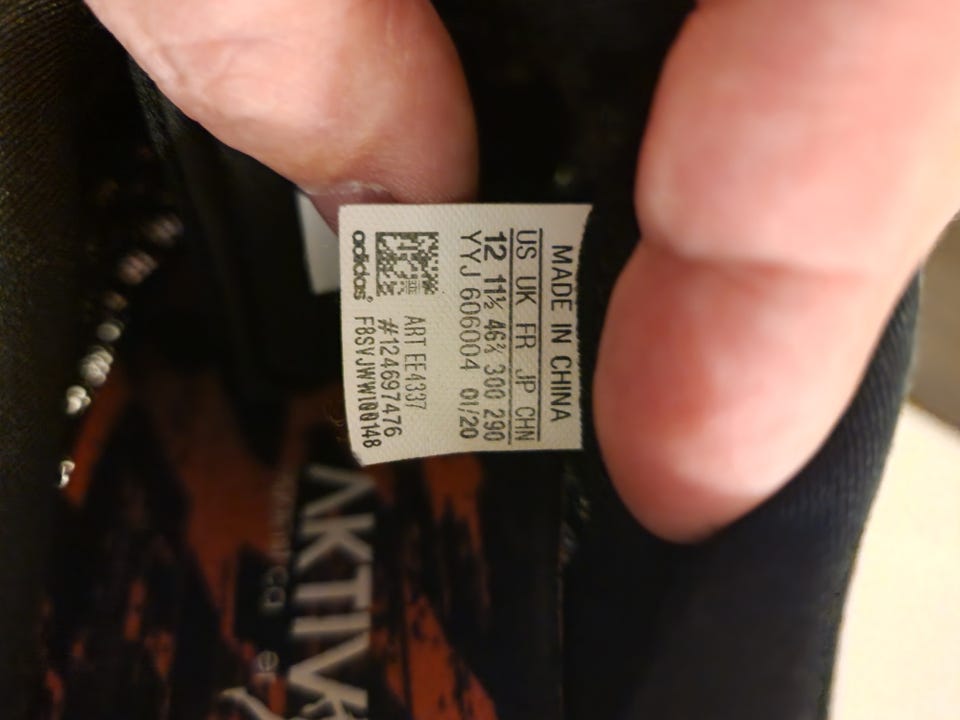 MADE IN CHINA
US UK FR JP CHN
12 11½ 46⅔ 300 290
YYJ 606004 01/20
ART EE4337
#124697476
F8SVJWWI00148
adidas
AKTIV